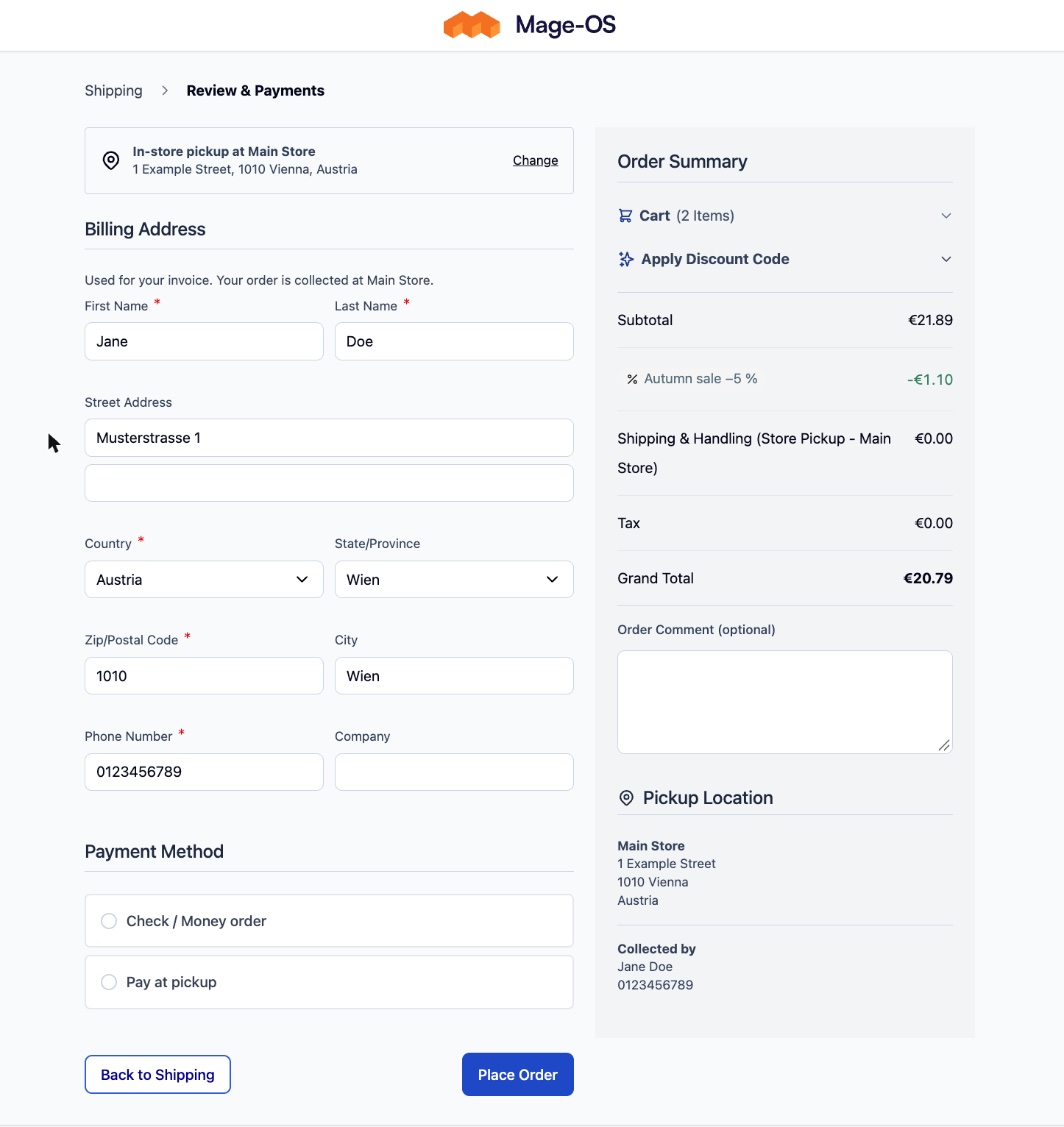 Mage-OS
Shipping
Review & Payments
In-store pickup at Main Store
1 Example Street, 1010 Vienna, Austria
Change
Billing Address
Used for your invoice. Your order is collected at Main Store.
First Name *
Last Name *
Jane
Doe
Street Address
Musterstrasse 1
Country *
State/Province
Austria
Wien
Zip/Postal Code *
City
1010
Wien
Phone Number *
Company
0123456789
Payment Method
Check / Money order
Pay at pickup
Back to Shipping
Place Order
Order Summary
Cart (2 Items)
Apply Discount Code
Subtotal €21.89
% Autumn sale –5 % -€1.10
Shipping & Handling (Store Pickup - Main €0.00
Store)
Tax €0.00
Grand Total €20.79
Order Comment (optional)
Pickup Location
Main Store
1 Example Street
1010 Vienna
Austria
Collected by
Jane Doe
0123456789